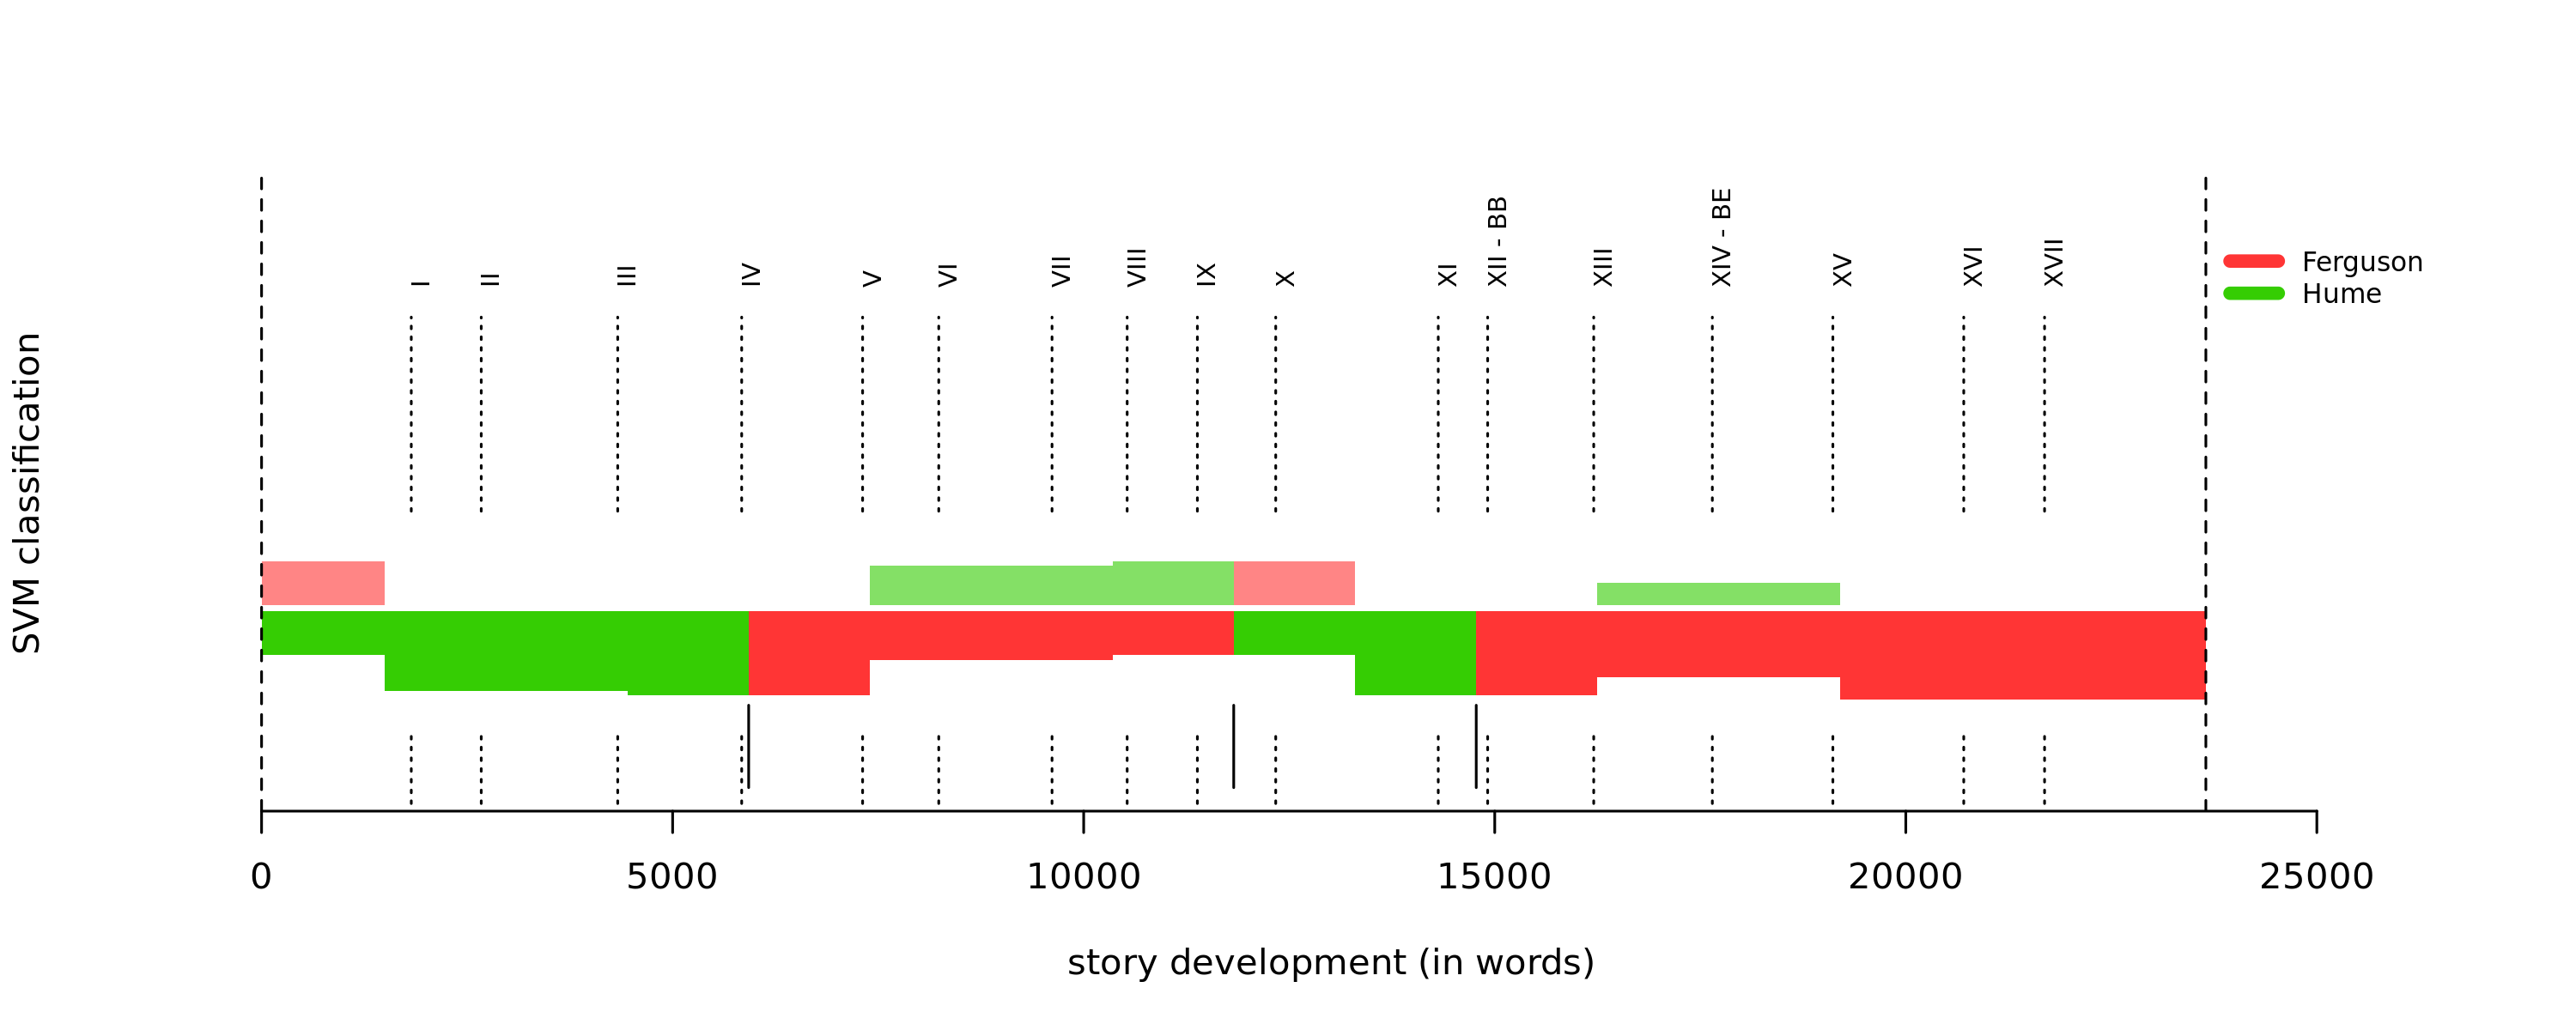 SVM classification
I
II
III
IV
V
VI
VII
VIII
IX
X
XI
XII - BB
XIII
XIV - BE
XV
XVI
XVII
Ferguson
Hume
0
5000
10000
15000
20000
25000
story development (in words)